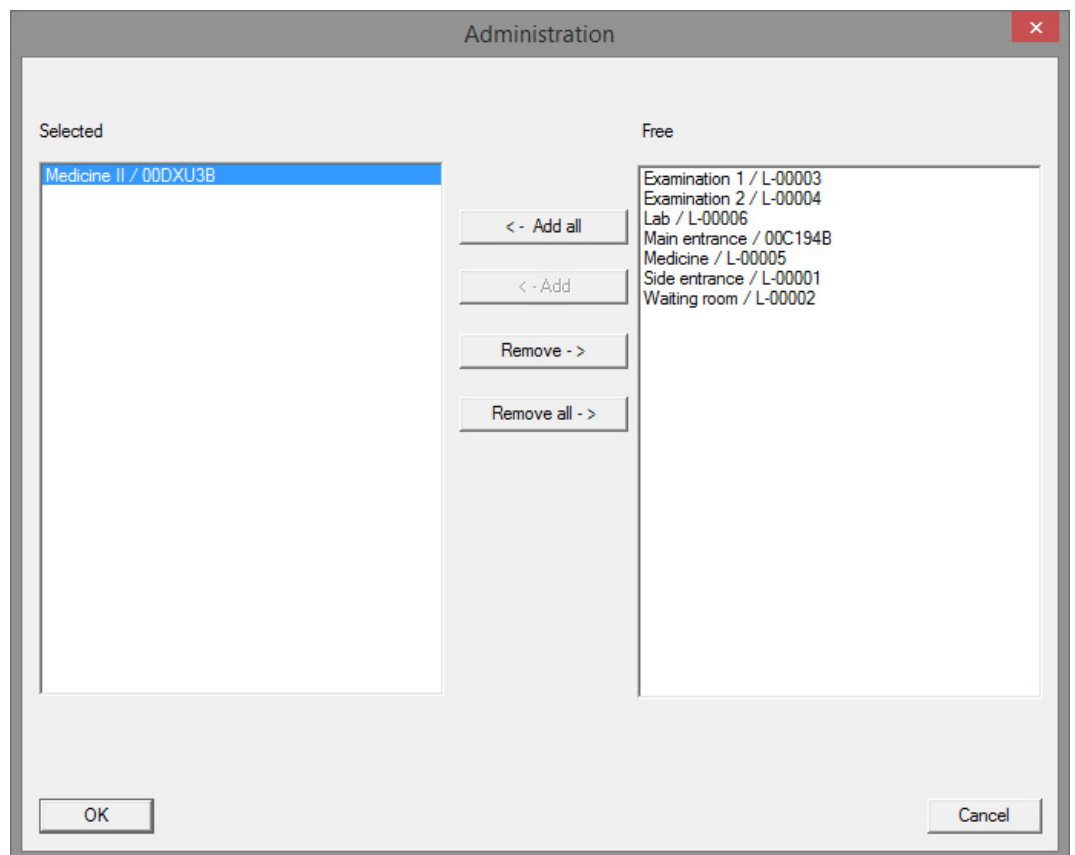 Administration
Selected
Free
Medicine II / 00DXU3B
Examination 1 / L-00003
Examination 2 / L-00004
Lab / L-00006
Main entrance / 00C194B
Medicine / L-00005
Side entrance / L-00001
Waiting room / L-00002
< - Add all
< - Add
Remove - >
Remove all - >
OK
Cancel